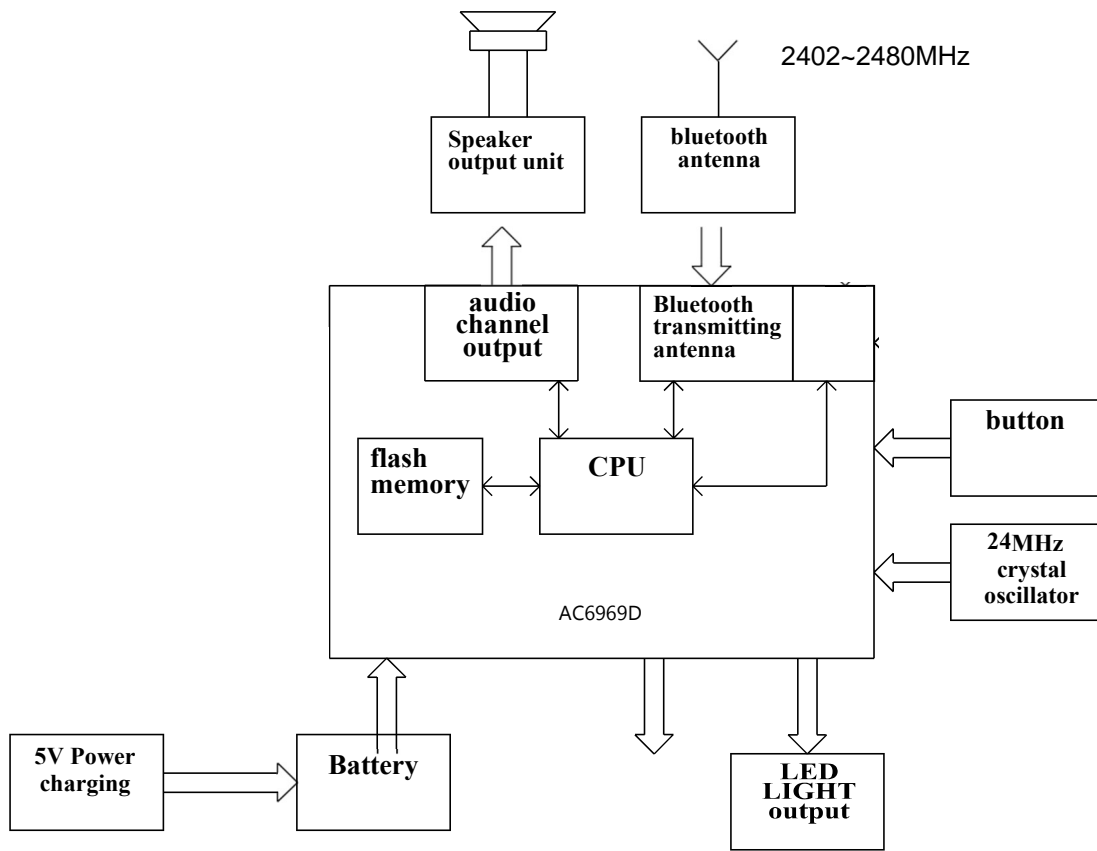 2402~2480MHz
Speaker
output unit
bluetooth
antenna
audio
channel
output
Bluetooth
transmitting
antenna
button
flash
memory
CPU
24MHz
crystal
oscillator
AC6969D
5V Power
charging
Battery
LED
LIGHT
output